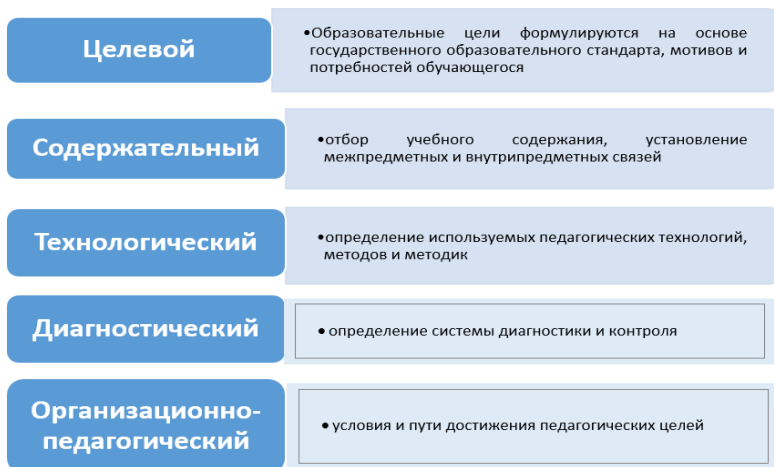 Целевой
•Образовательные цели формулируются на основе
государственного образовательного стандарта, мотивов и
потребностей обучающегося
Содержательный
•отбор учебного содержания, установление
межпредметных и внутрипредметных связей
Технологический
•определение используемых педагогических технологий,
методов и методик
Диагностический
• определение системы диагностики и контроля
Организационно-
педагогический
• условия и пути достижения педагогических целей